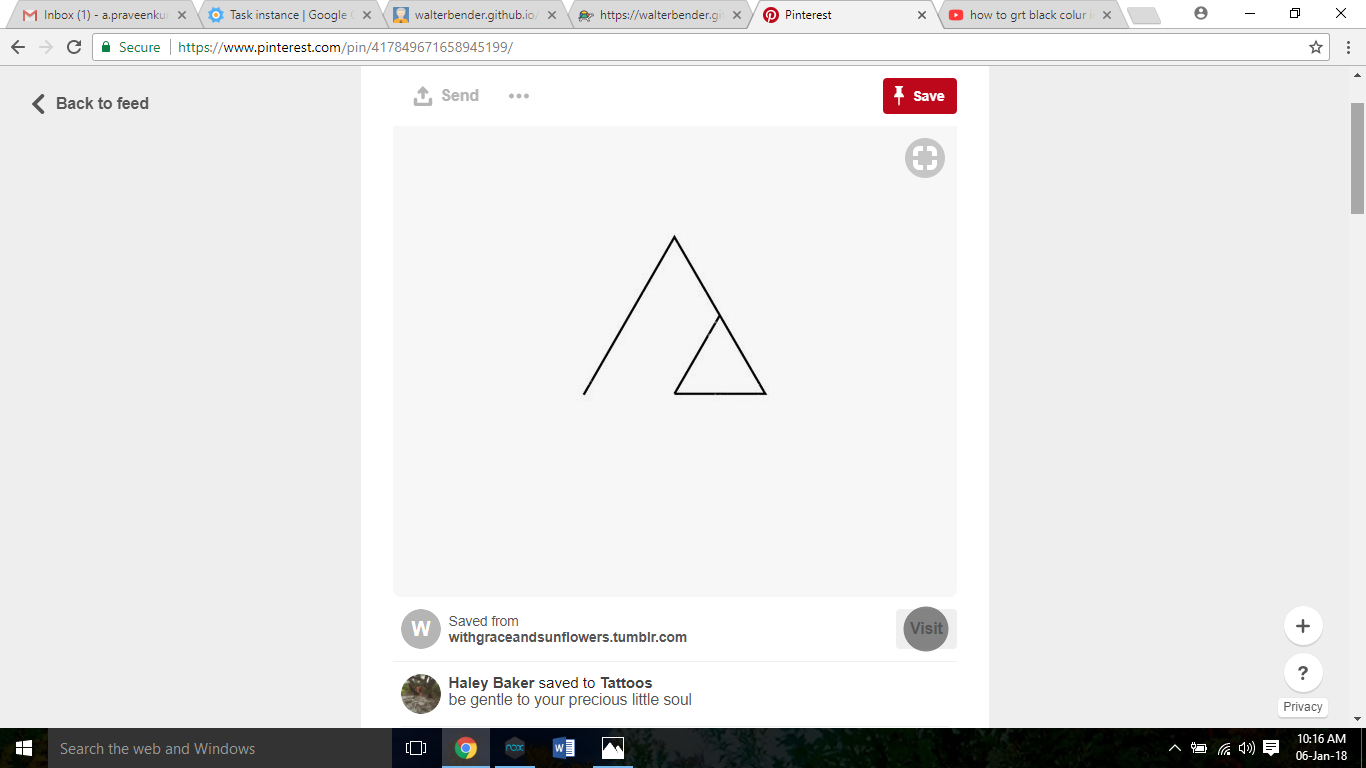 Inbox (1) - a.praveenku
Task instance | Google
walterbender.github.io/
https://walterbender.gi
Pinterest
how to grt black colur
Secure
https://www.pinterest.com/pin/417849671658945199/
Back to feed
Send
Save
W
Saved from
withgraceandsunflowers.tumblr.com
Visit
Haley Baker saved to Tattoos
be gentle to your precious little soul
+
?
Privacy
Search the web and Windows
nox
W
10:16 AM
06-Jan-18